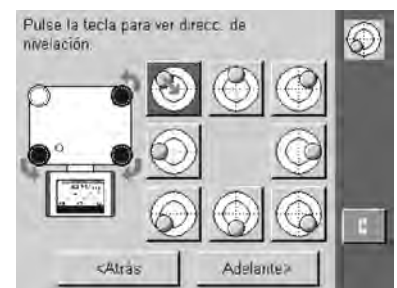 Pulse la tecla para ver direcc. de
nivelación.
<Atrás
Adelante>